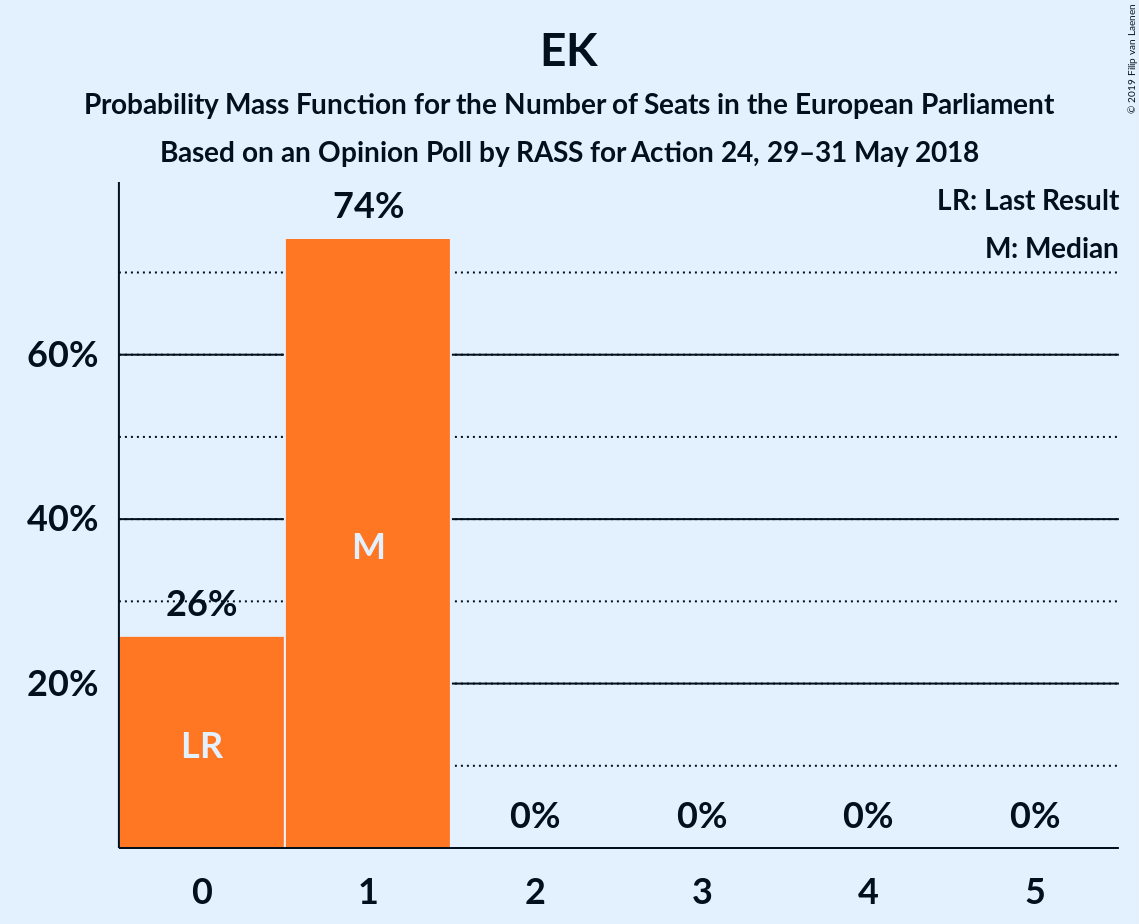 EK
Probability Mass Function for the Number of Seats in the European Parliament
Based on an Opinion Poll by RASS for Action 24, 29–31 May 2018
© 2019 Filip van Laenen
LR: Last Result
M: Median
74%
60%
40%
26%
20%
M
LR
0%
0%
0%
0%
0
1
2
3
4
5